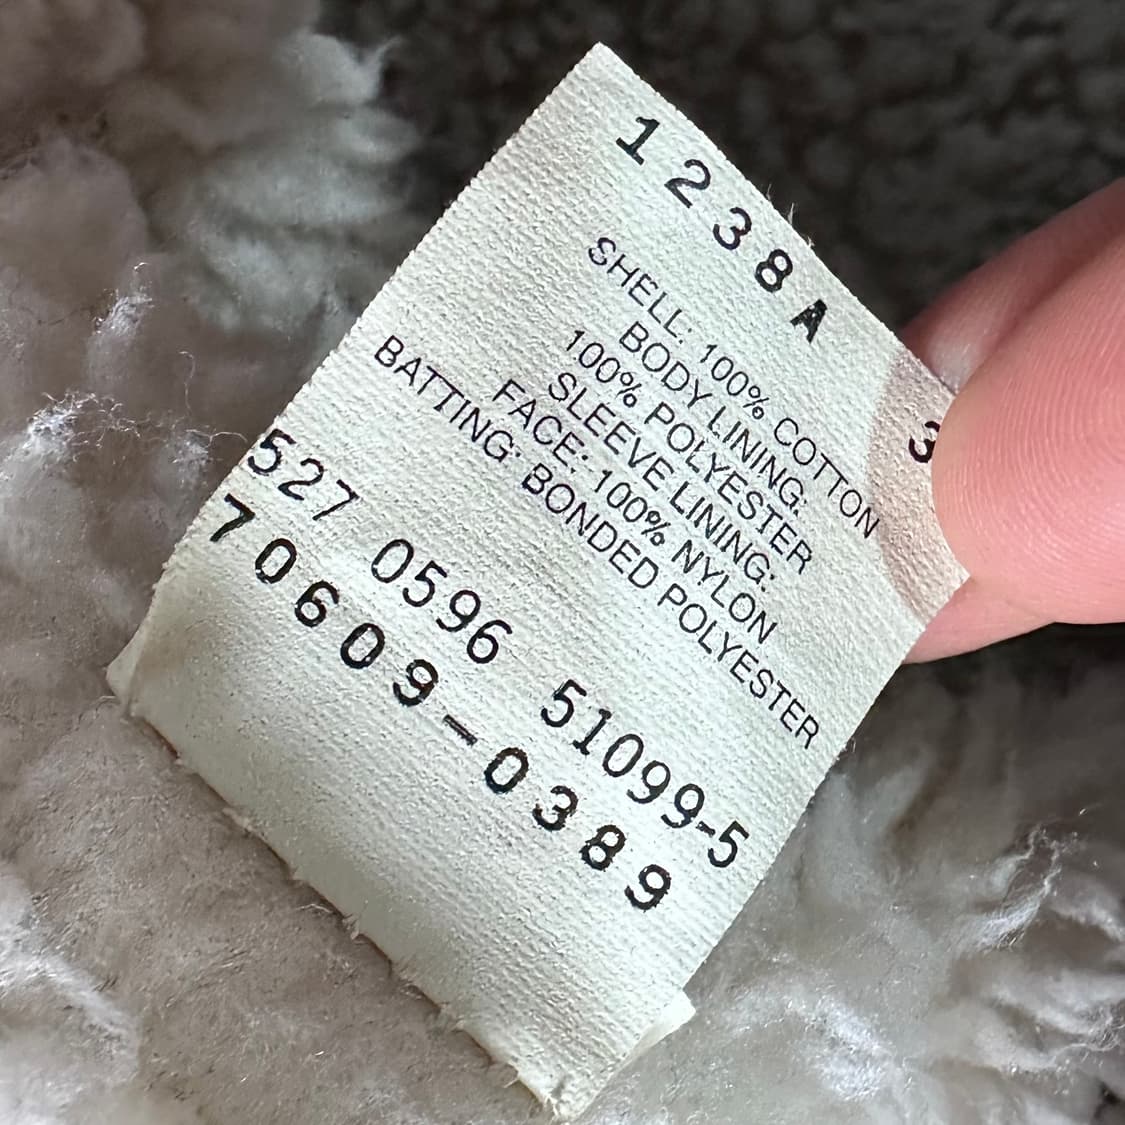 1238A 3
SHELL: 100% COTTON
BODY LINING:
100% POLYESTER
SLEEVE LINING:
FACE: 100% NYLON
BATTING: BONDED POLYESTER
527 0596 51099-5
70609-0389